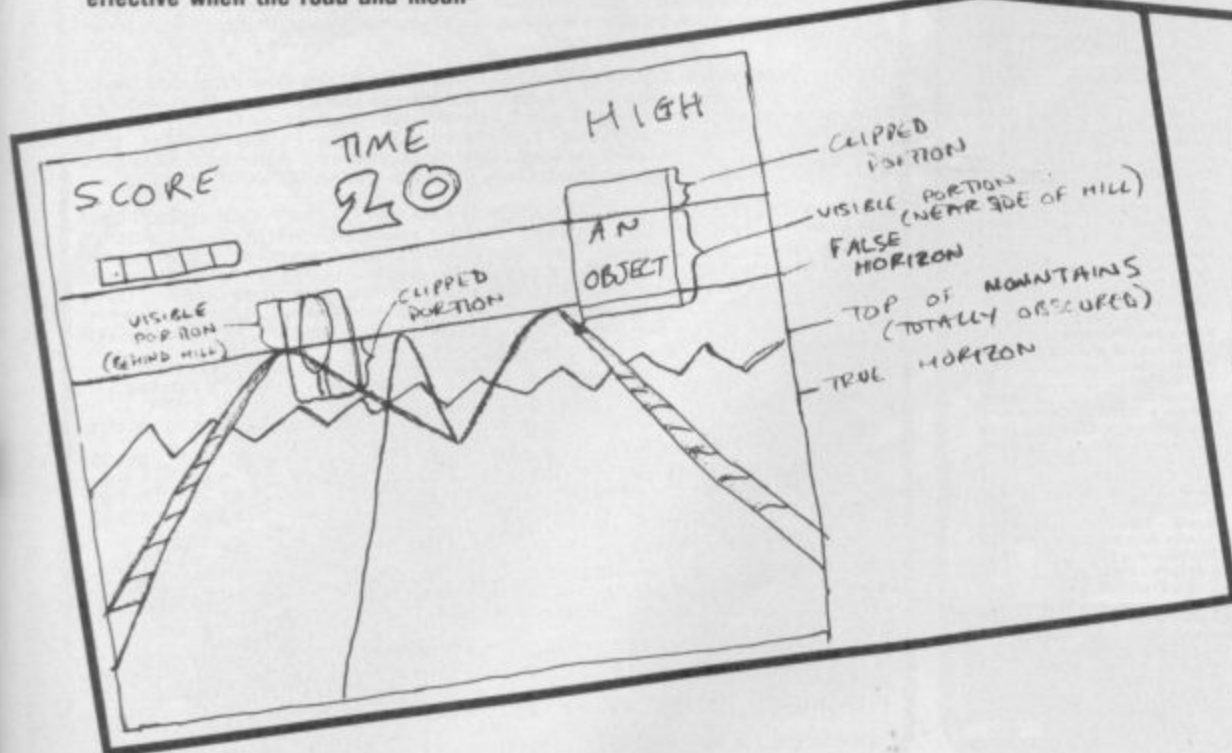 effective when the road and moun-
SCORE
TIME
20
HIGH
AN
OBJECT
CLIPPED
PORTION
VISIBLE PORTION
(NEAR SIDE OF HILL)
FALSE
HORIZON
TOP OF MOUNTAINS
(TOTALLY OBSCURED)
TRUE HORIZON
VISIBLE
PORTION
(BEHIND HILL)
CLIPPED
PORTION